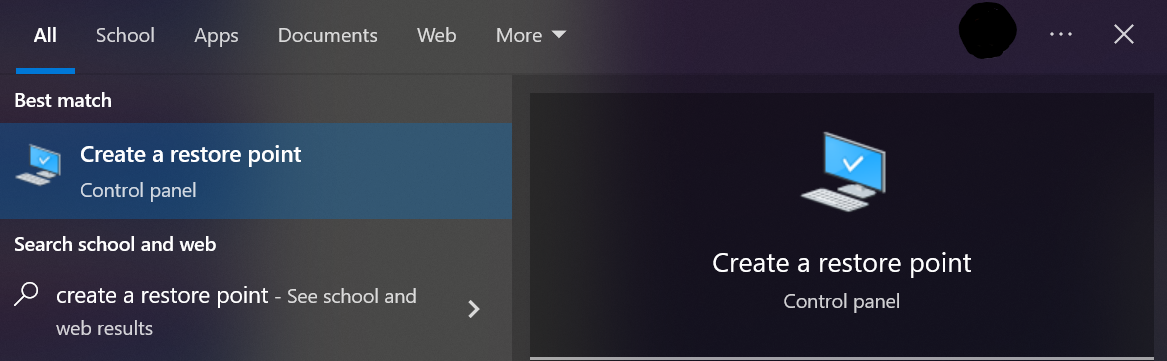 All School Apps Documents Web More ...
Best match
Create a restore point
Control panel
Search school and web
create a restore point - See school and
web results
Create a restore point
Control panel